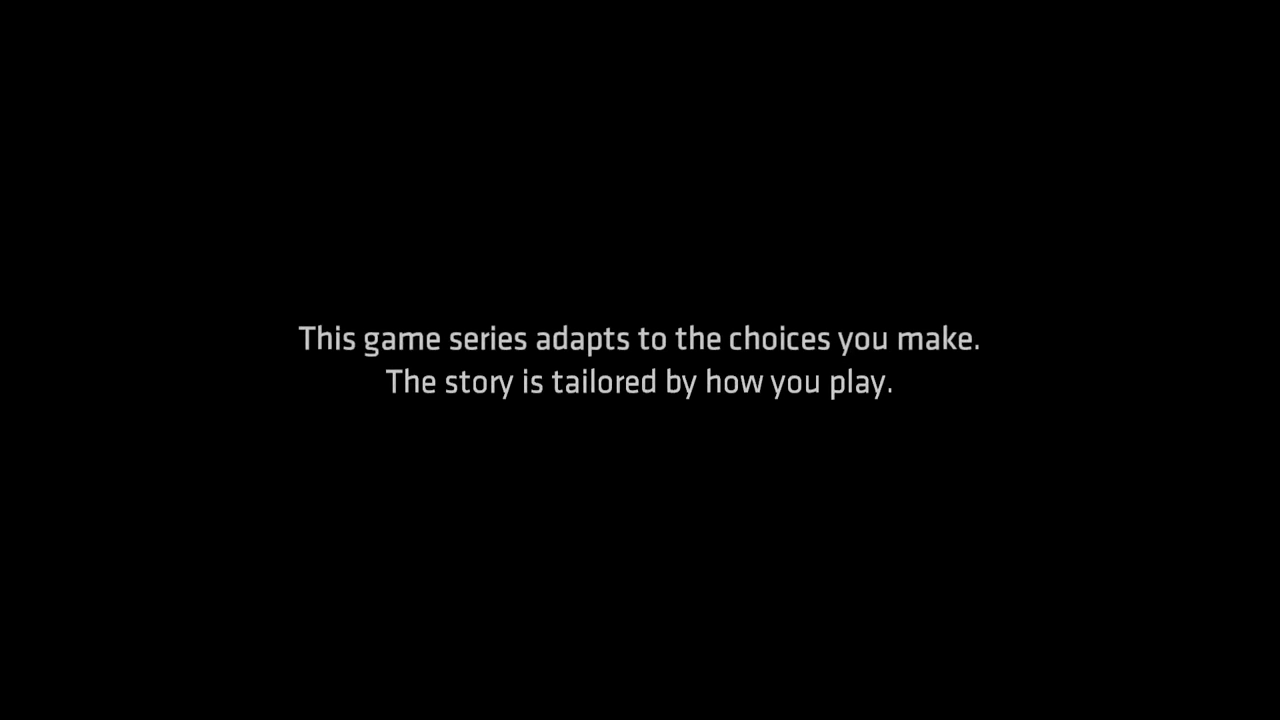 This game series adapts to the choices you make.
The story is tailored by how you play.